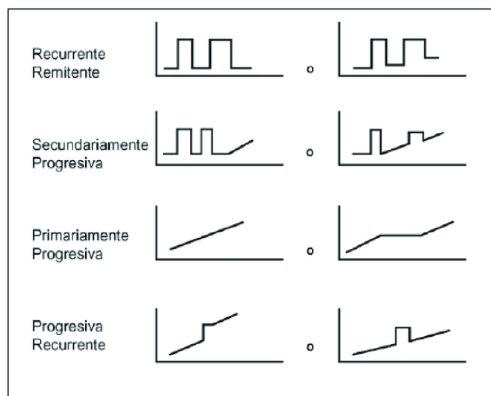 Recurrente
Remitente
o
Secundariamente
Progresiva
o
Primariamente
Progresiva
o
Progresiva
Recurrente
o